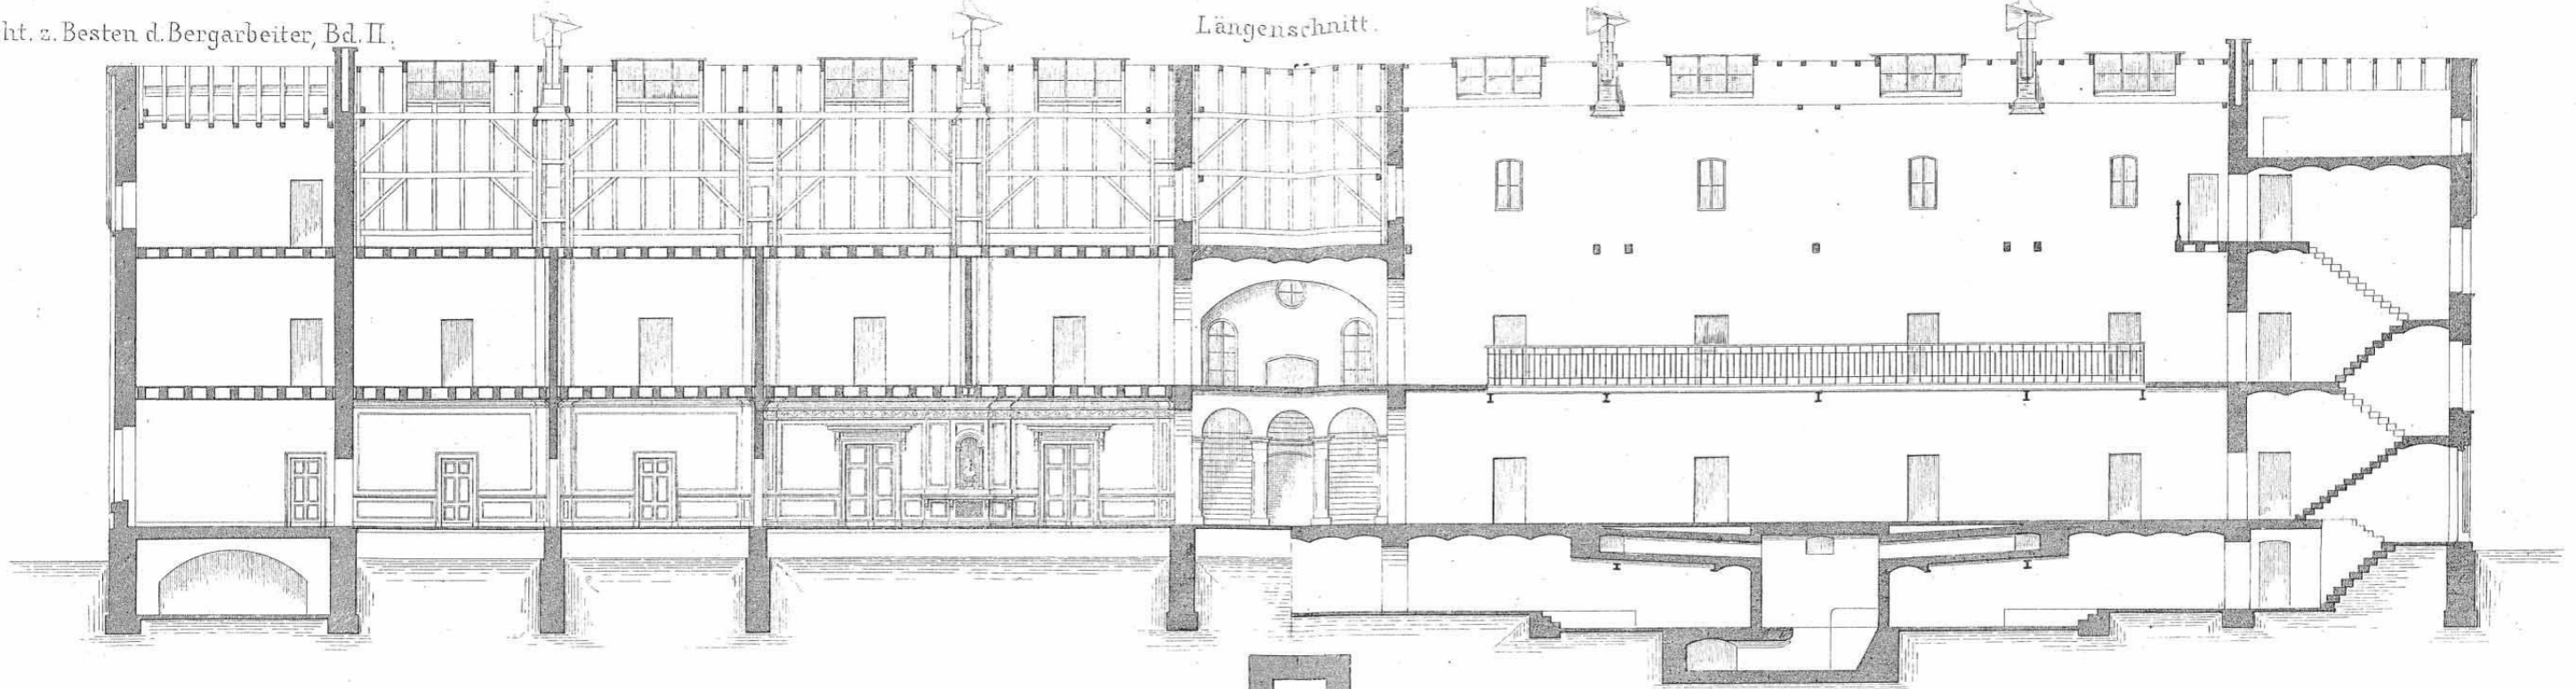 ht. z. Besten d. Bergarbeiter, Bd. II.
Längenschnitt.